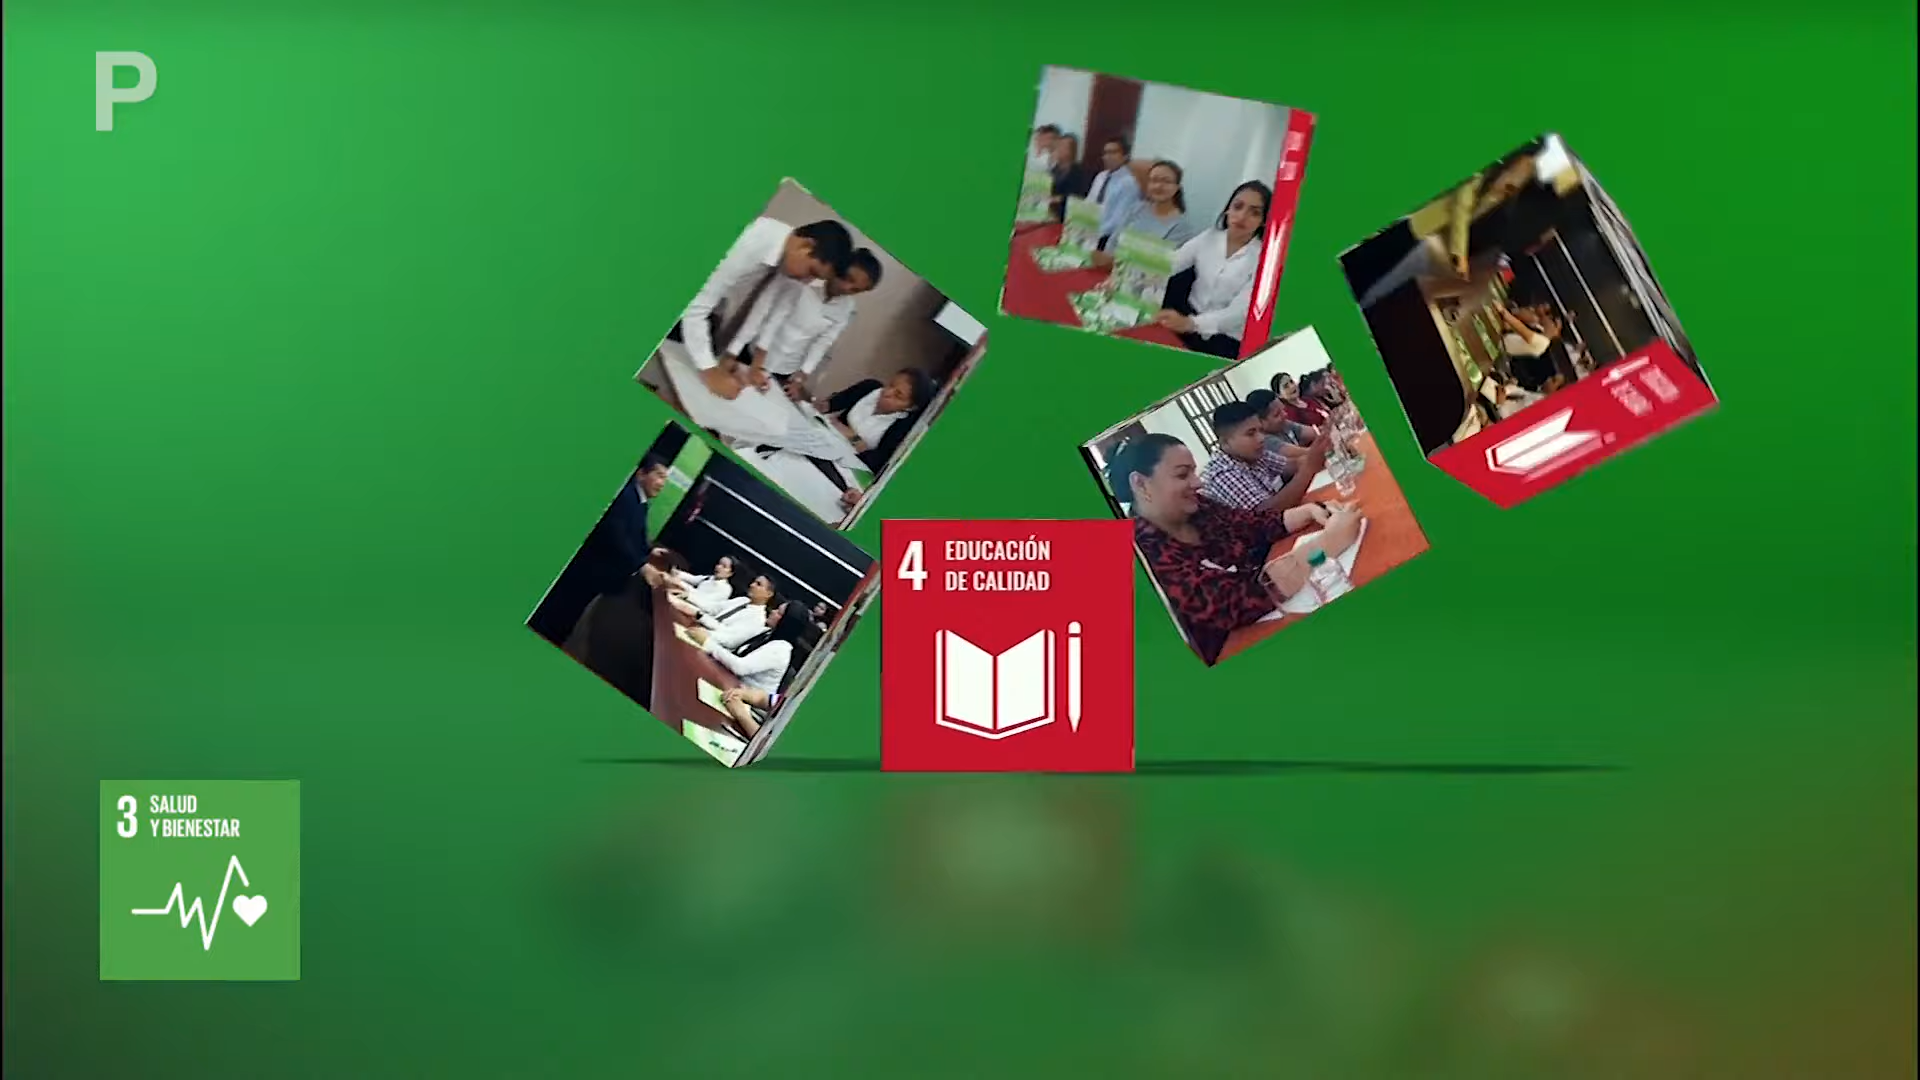 P
4 EDUCACIÓN
DE CALIDAD
3 SALUD
Y BIENESTAR